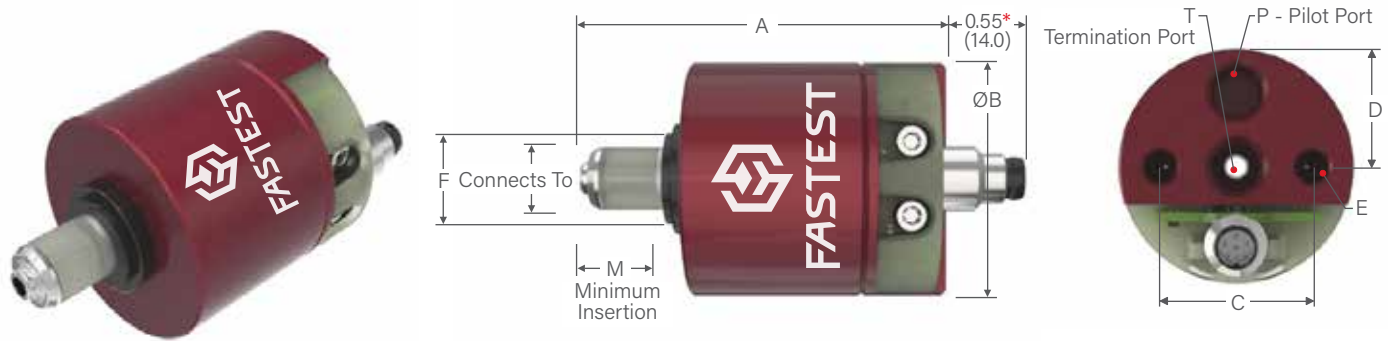 FASTEST
A
0.55*
(14.0)
ØB
F
Connects To
M
Minimum
Insertion
FASTEST
T
P - Pilot Port
Termination Port
D
E
C